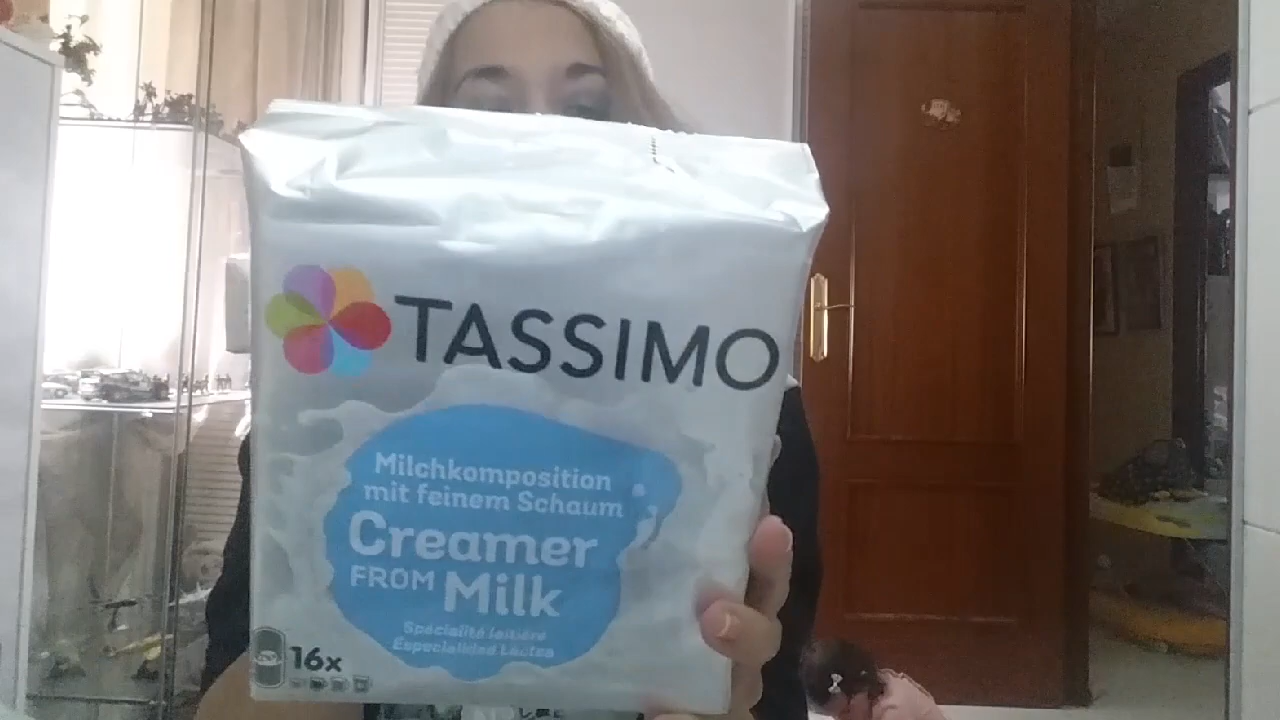 TASSIMO
Milchkomposition
mit feinem Schaum
Creamer
FROM Milk
Spécialité laitière
Especialidad Láctea
16x